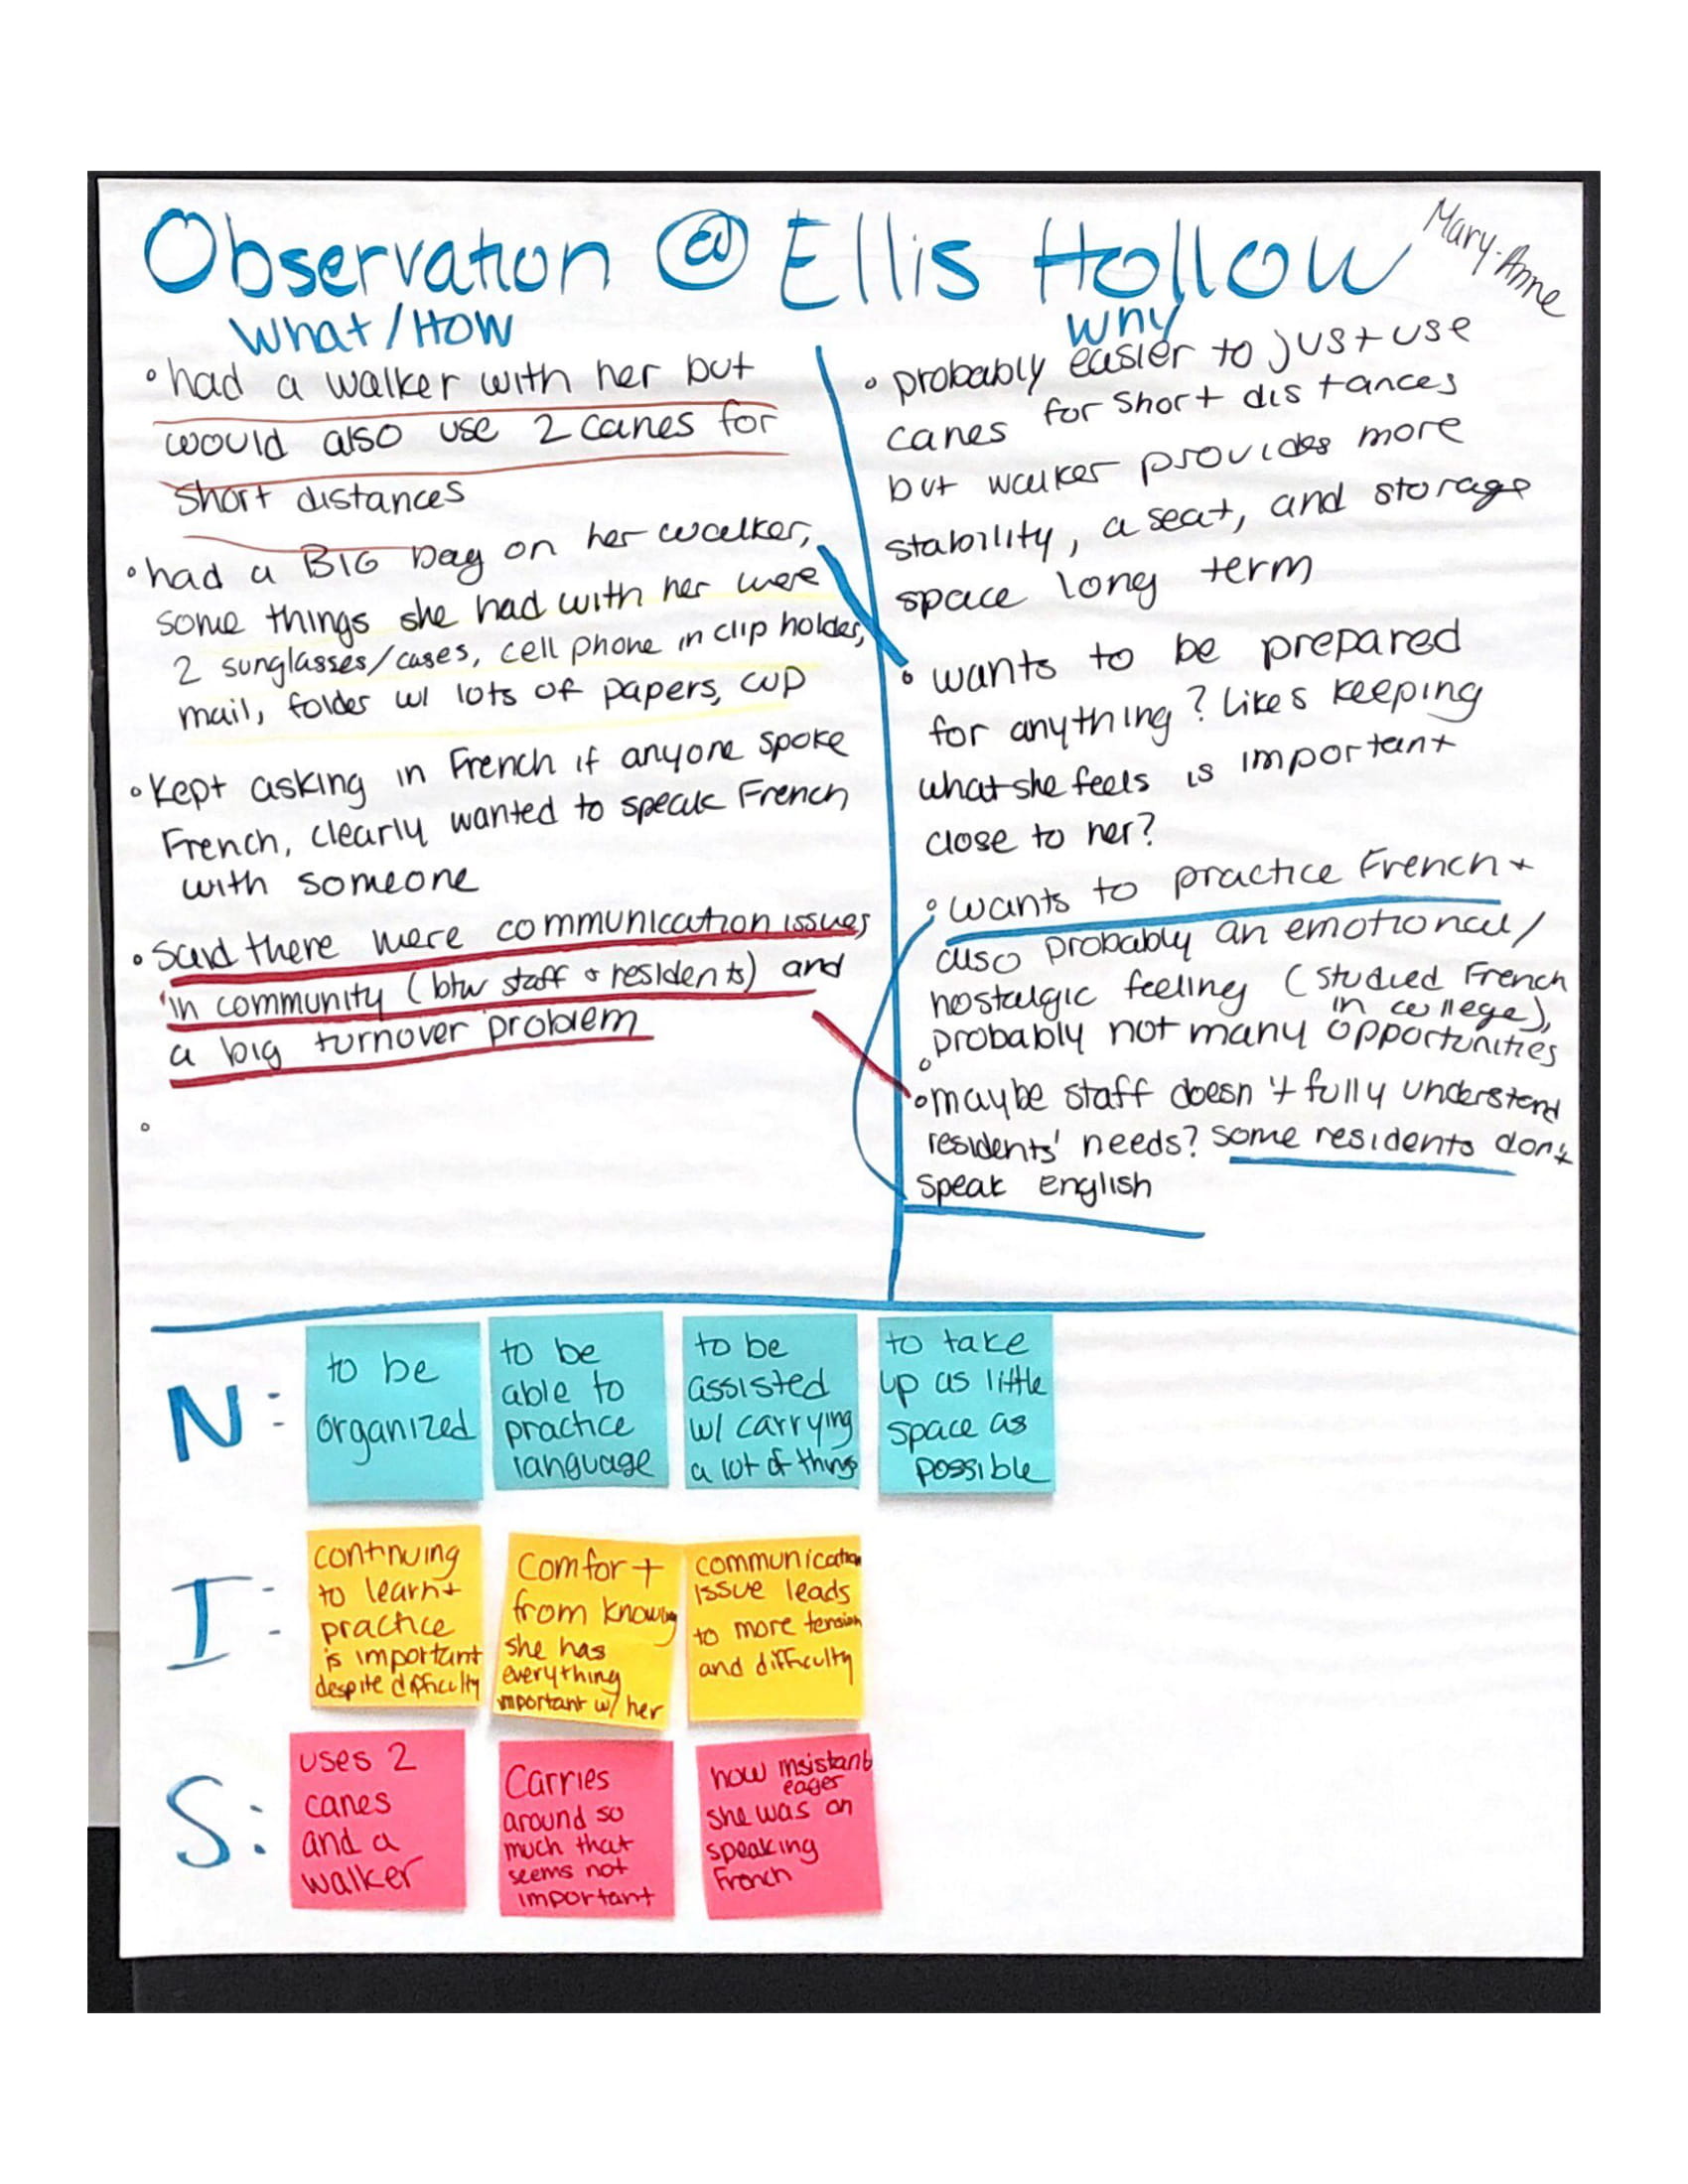 Observation @ Ellis Hollow
Mary-Anne
What/How
• had a walker with her but
would also use 2 canes for
short distances
• had a BIG bag on her walker,
some things she had with her were
2 sunglasses/cases, cell phone in clip holder,
mail, folder w/ lots of papers, cup
• Kept asking in French if anyone spoke
French, clearly wanted to speak French
with someone
• Said there were communication issues
in community (btw staff & residents) and
a big turnover problem
Why
• probably easier to just use
canes for short distances
but walker provides more
stability, a seat, and storage
space long term
• wants to be prepared
for anything? Likes keeping
what she feels is important
close to her?
• wants to practice French +
also probably an emotional/
nostalgic feeling (studied French
in college),
probably not many opportunities
• maybe staff doesn't fully understand
residents' needs? Some residents don't
speak english
N:
to be
organized
to be
able to
practice
language
to be
assisted
w/ carrying
a lot of things
to take
up as little
space as
possible
I:
continuing
to learn+
practice
is important
despite difficulty
Comfort
from knowing
she has
everything
important w/ her
communication
issue leads
to more tension
and difficulty
S:
uses 2
canes
and a
walker
Carries
around so
much that
seems not
important
how insistant
eager
she was on
speaking
French